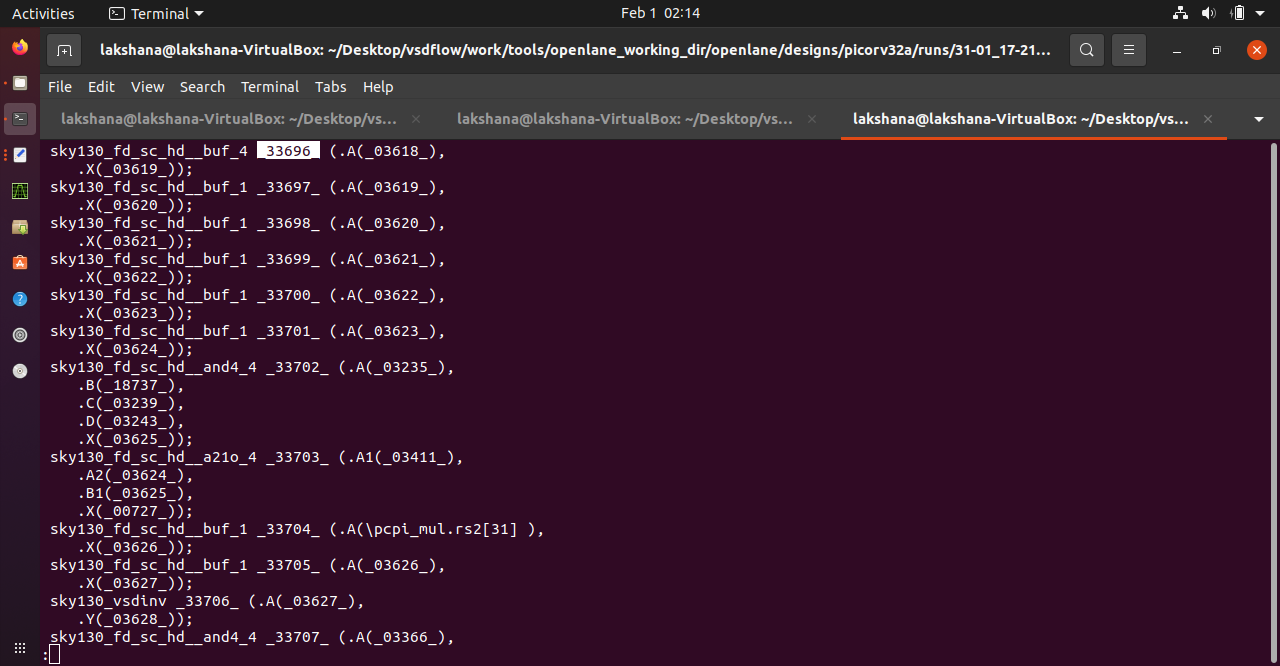 Activities Terminal Feb 1 02:14
lakshana@lakshana-VirtualBox: ~/Desktop/vsdflow/work/tools/openlane_working_dir/openlane/designs/picorv32a/runs/31-01_17-21...
File Edit View Search Terminal Tabs Help
lakshana@lakshana-VirtualBox: ~/Desktop/vs... lakshana@lakshana-VirtualBox: ~/Desktop/vs... lakshana@lakshana-VirtualBox: ~/Desktop/vs...
sky130_fd_sc_hd__buf_4 _33696_ (.A(_03618_),
.X(_03619_));
sky130_fd_sc_hd__buf_1 _33697_ (.A(_03619_),
.X(_03620_));
sky130_fd_sc_hd__buf_1 _33698_ (.A(_03620_),
.X(_03621_));
sky130_fd_sc_hd__buf_1 _33699_ (.A(_03621_),
.X(_03622_));
sky130_fd_sc_hd__buf_1 _33700_ (.A(_03622_),
.X(_03623_));
sky130_fd_sc_hd__buf_1 _33701_ (.A(_03623_),
.X(_03624_));
sky130_fd_sc_hd__and4_4 _33702_ (.A(_03235_),
.B(_18737_),
.C(_03239_),
.D(_03243_),
.X(_03625_));
sky130_fd_sc_hd__a21o_4 _33703_ (.A1(_03411_),
.A2(_03624_),
.B1(_03625_),
.X(_00727_));
sky130_fd_sc_hd__buf_1 _33704_ (.A(\pcpi_mul.rs2[31] ),
.X(_03626_));
sky130_fd_sc_hd__buf_1 _33705_ (.A(_03626_),
.X(_03627_));
sky130_vsdinv _33706_ (.A(_03627_),
.Y(_03628_));
sky130_fd_sc_hd__and4_4 _33707_ (.A(_03366_),
: